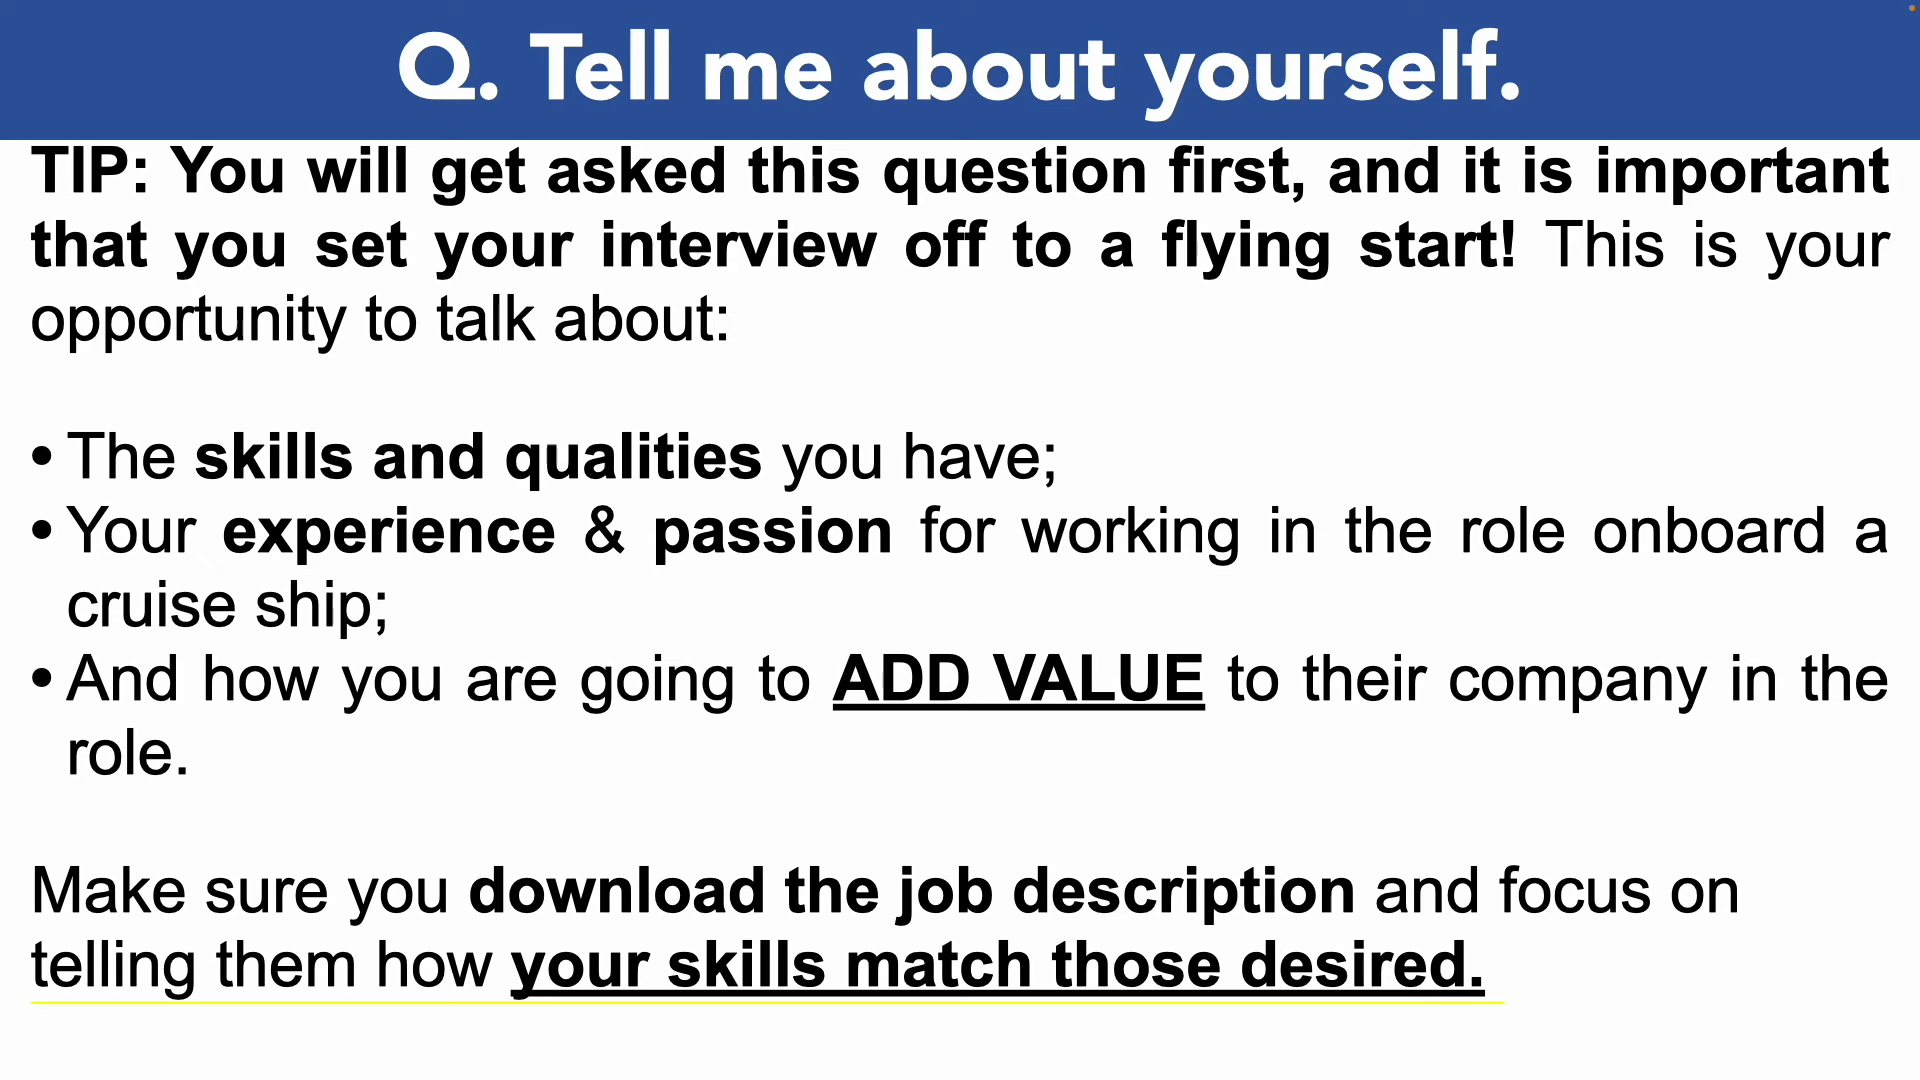 Q. Tell me about yourself.
TIP: You will get asked this question first, and it is important
that you set your interview off to a flying start! This is your
opportunity to talk about:
• The skills and qualities you have;
• Your experience & passion for working in the role onboard a
cruise ship;
• And how you are going to ADD VALUE to their company in the
role.
Make sure you download the job description and focus on
telling them how your skills match those desired.